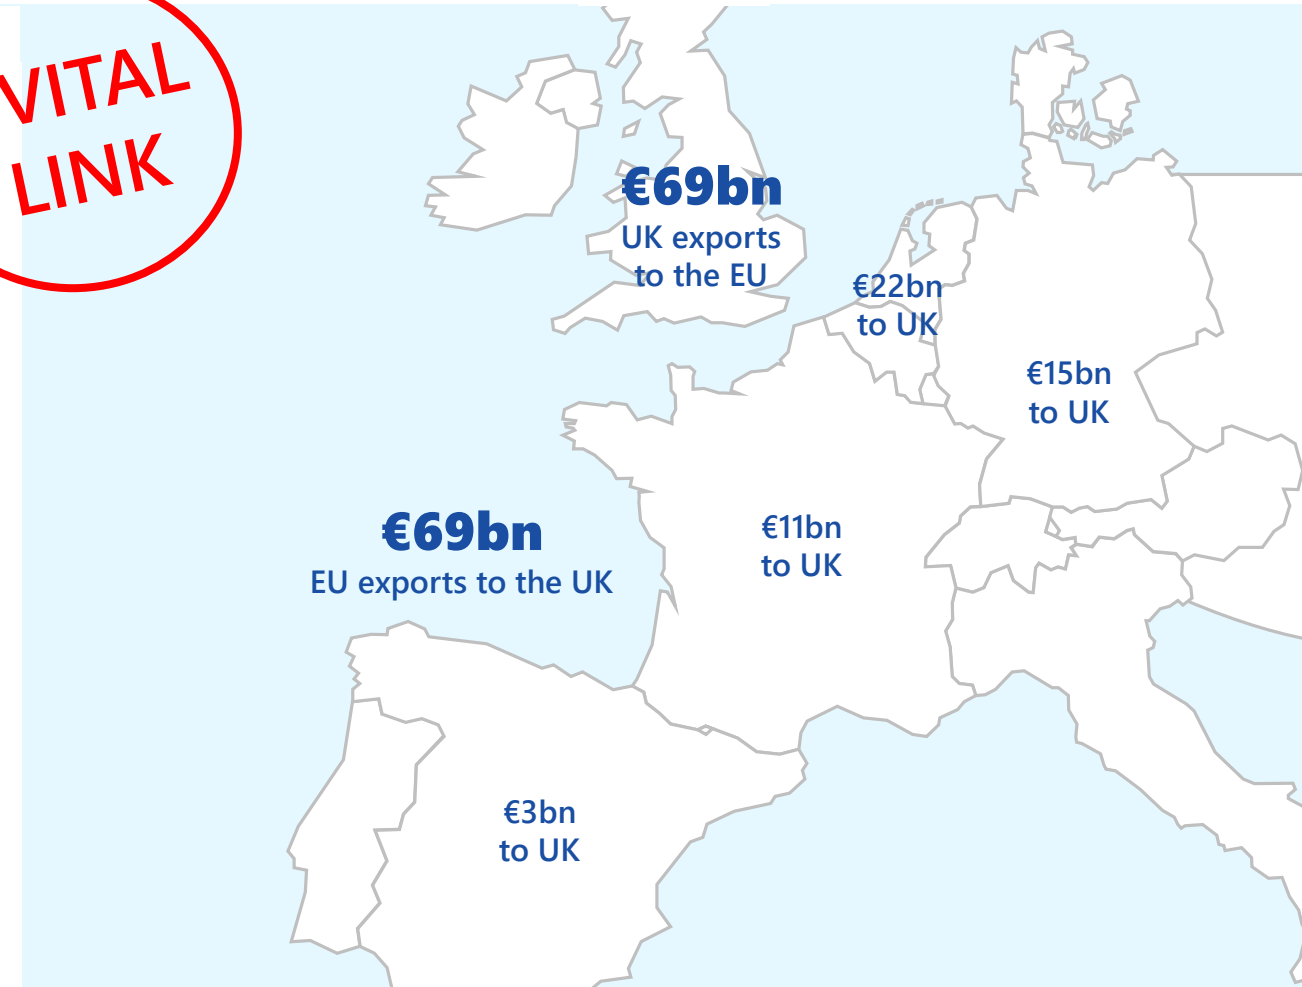 VITAL
LINK
€69bn
UK exports
to the EU
€22bn
to UK
€15bn
to UK
€69bn
EU exports to the UK
€11bn
to UK
€3bn
to UK